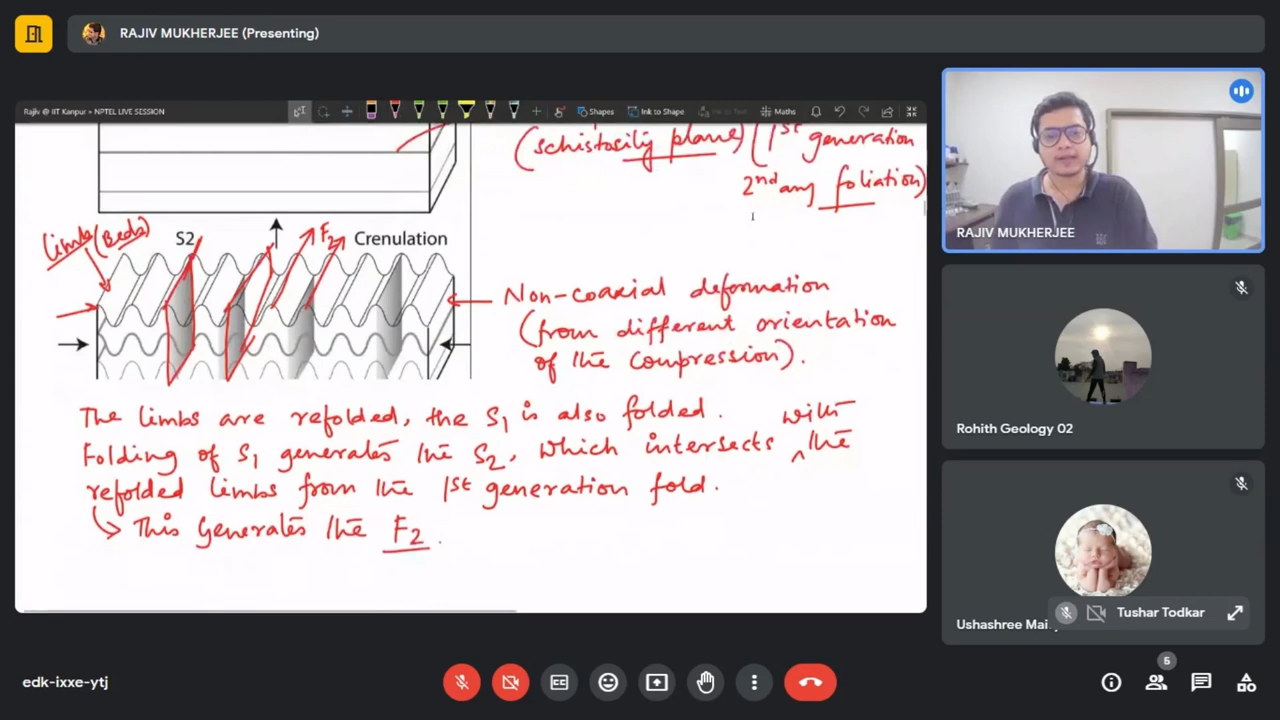 RAJIV MUKHERJEE (Presenting)
Rajiv @ IIT Kanpur × NPTEL LIVE SESSION
Shapes
Ink to Shape
Maths
(schistosity plane) (1st generation
2nd any foliation)
limbs (Beds)
S2
F2
Crenulation
Non-coaxial deformation
(from different orientation
of the compression).
The limbs are refolded, the S1 is also folded.
Folding of S1 generates the S2, which intersects ^ with the
refolded limbs from the 1st generation fold.
↳ This generates the F2.
RAJIV MUKHERJEE
Rohith Geology 02
Tushar Todkar
edk-ixxe-ytj
5